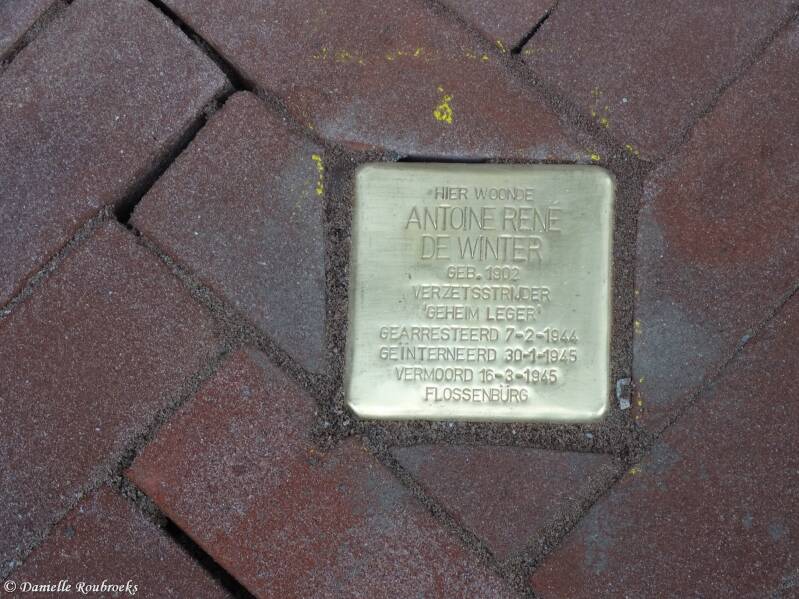 HIER WOONDE
ANTOINE RENE
DE WINTER
GEB. 1902
VERZETSSTRIJDER
'GEHEIM LEGER'
GEARRESTEERD 7-2-1944
GEÏNTERNEERD 30-1-1945
VERMOORD 16-3-1945
FLOSSENBÜRG
© Danielle Roubroeks